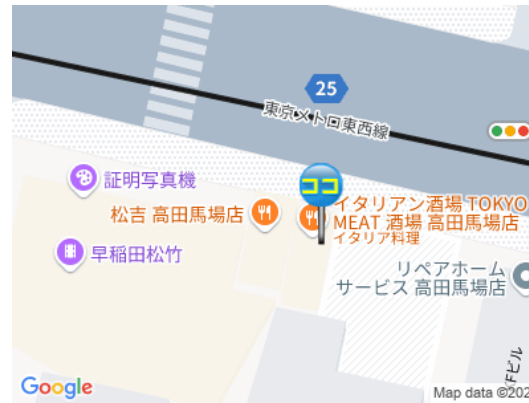 25
東京メトロ東西線
ココ
証明写真機
松吉 高田馬場店
イタリアン酒場 TOKYO
MEAT 酒場 高田馬場店
イタリア料理
早稲田松竹
リペアホーム
サービス 高田馬場店
Fビル
Google
Map data ©202